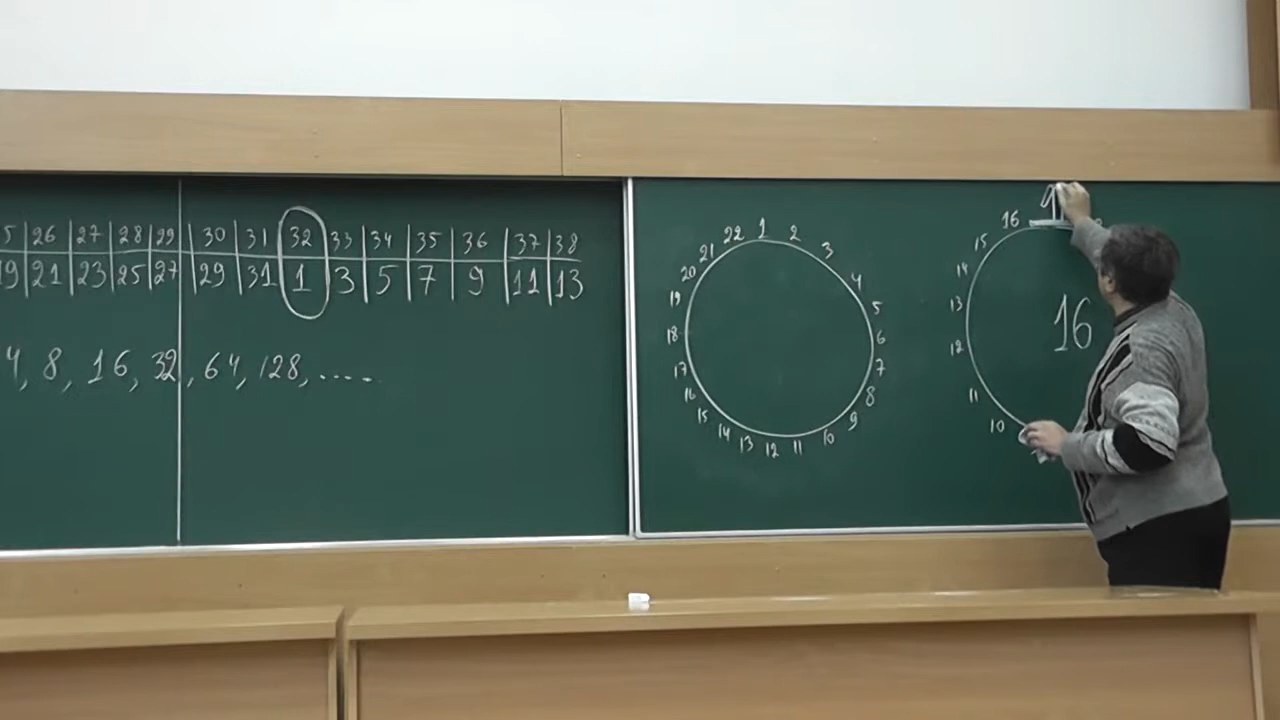 5 26 27 28 29 30 31 32 33 34 35 36 37 38
19 21 23 25 27 29 31 1 3 5 7 9 11 13
4, 8, 16, 32, 64, 128, .....
1 2 3 4 5 6 7 8 9 10 11 12 13 14 15 16 17 18 19 20 21 22
1
16 15 14 13 12 11 10
16